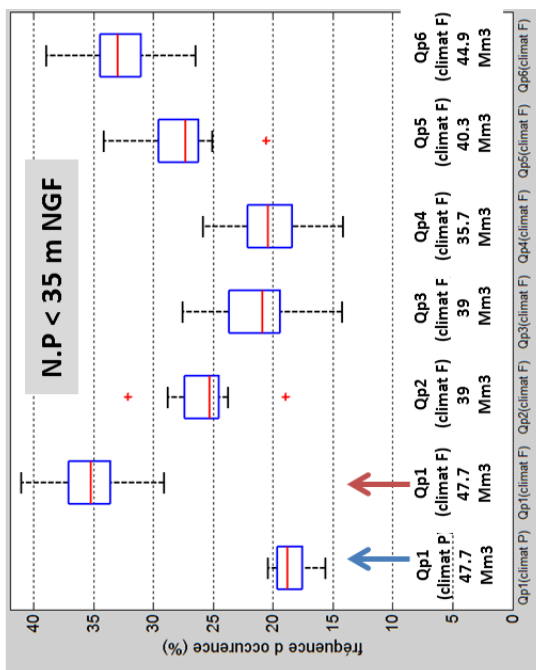 N.P < 35 m NGF
fréquence d occurence (%)
40
35
30
25
20
15
10
5
0
Qp1
(climat P)
47.7
Mm3
Qp1
(climat F)
47.7
Mm3
Qp2
(climat F)
39
Mm3
Qp3
(climat F)
39
Mm3
Qp4
(climat F)
35.7
Mm3
Qp5
(climat F)
40.3
Mm3
Qp6
(climat F)
44.9
Mm3
Qp1(climat P)
Qp1(climat F)
Qp2(climat F)
Qp3(climat F)
Qp4(climat F)
Qp5(climat F)
Qp6(climat F)